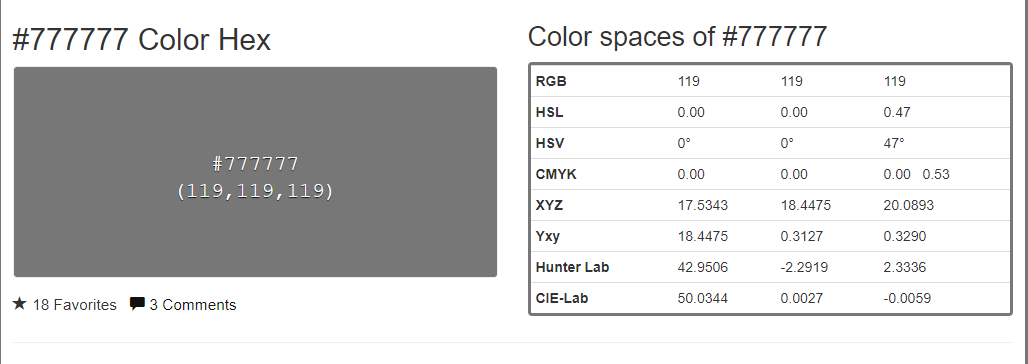 #777777 Color Hex
#777777
(119,119,119)
18 Favorites 3 Comments
Color spaces of #777777
RGB 119 119 119
HSL 0.00 0.00 0.47
HSV 0° 0° 47°
CMYK 0.00 0.00 0.00 0.53
XYZ 17.5343 18.4475 20.0893
Yxy 18.4475 0.3127 0.3290
Hunter Lab 42.9506 -2.2919 2.3336
CIE-Lab 50.0344 0.0027 -0.0059